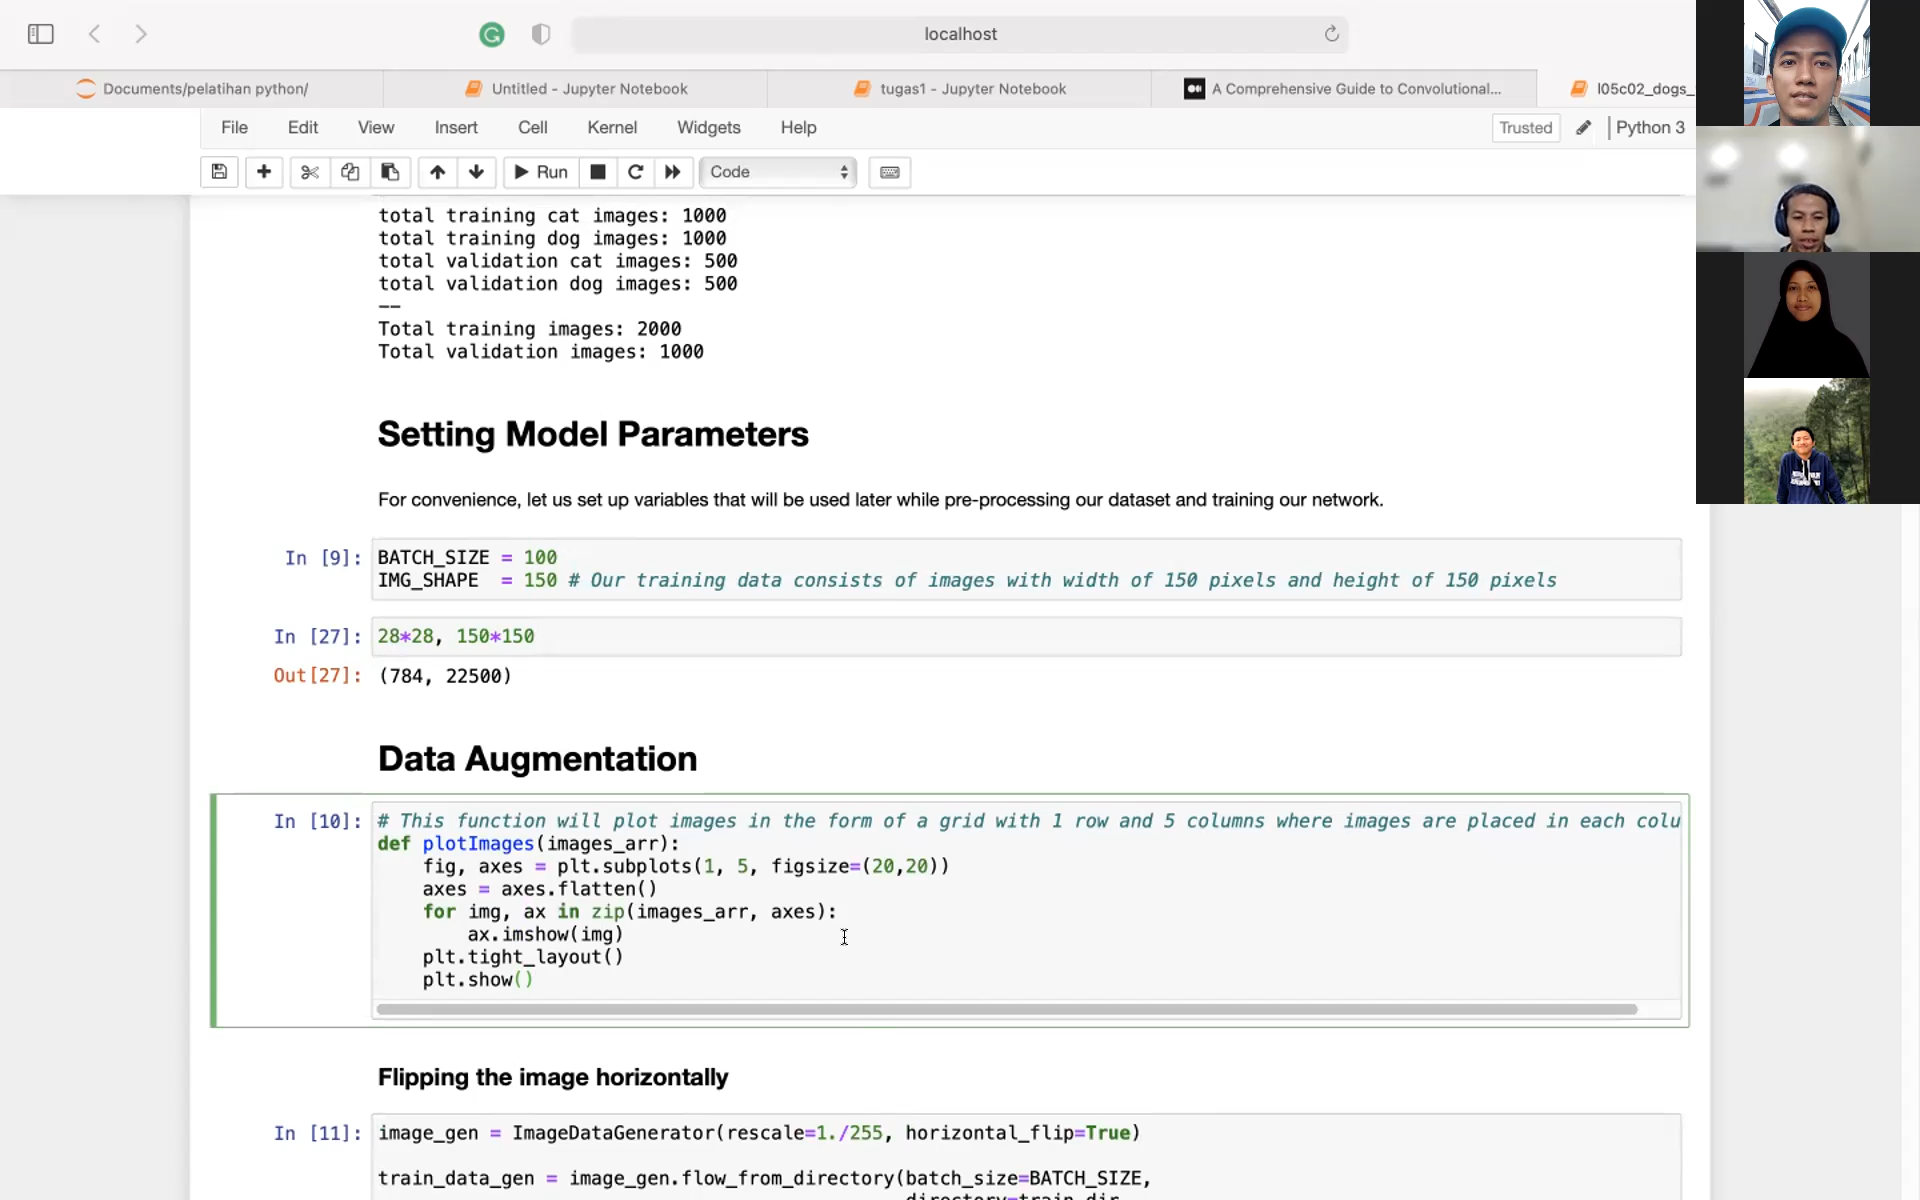 localhost
Documents/pelatihan python/
Untitled - Jupyter Notebook
tugas1 - Jupyter Notebook
A Comprehensive Guide to Convolutional...
l05c02_dogs_
File Edit View Insert Cell Kernel Widgets Help
Trusted
Python 3
Run
Code
total training cat images: 1000
total training dog images: 1000
total validation cat images: 500
total validation dog images: 500
--
Total training images: 2000
Total validation images: 1000
Setting Model Parameters
For convenience, let us set up variables that will be used later while pre-processing our dataset and training our network.
In [9]: BATCH_SIZE = 100
IMG_SHAPE  = 150 # Our training data consists of images with width of 150 pixels and height of 150 pixels
In [27]: 28*28, 150*150
Out[27]: (784, 22500)
Data Augmentation
In [10]: # This function will plot images in the form of a grid with 1 row and 5 columns where images are placed in each colu
def plotImages(images_arr):
    fig, axes = plt.subplots(1, 5, figsize=(20,20))
    axes = axes.flatten()
    for img, ax in zip(images_arr, axes):
        ax.imshow(img)
    plt.tight_layout()
    plt.show()
Flipping the image horizontally
In [11]: image_gen = ImageDataGenerator(rescale=1./255, horizontal_flip=True)
train_data_gen = image_gen.flow_from_directory(batch_size=BATCH_SIZE,
directory=train_dir,